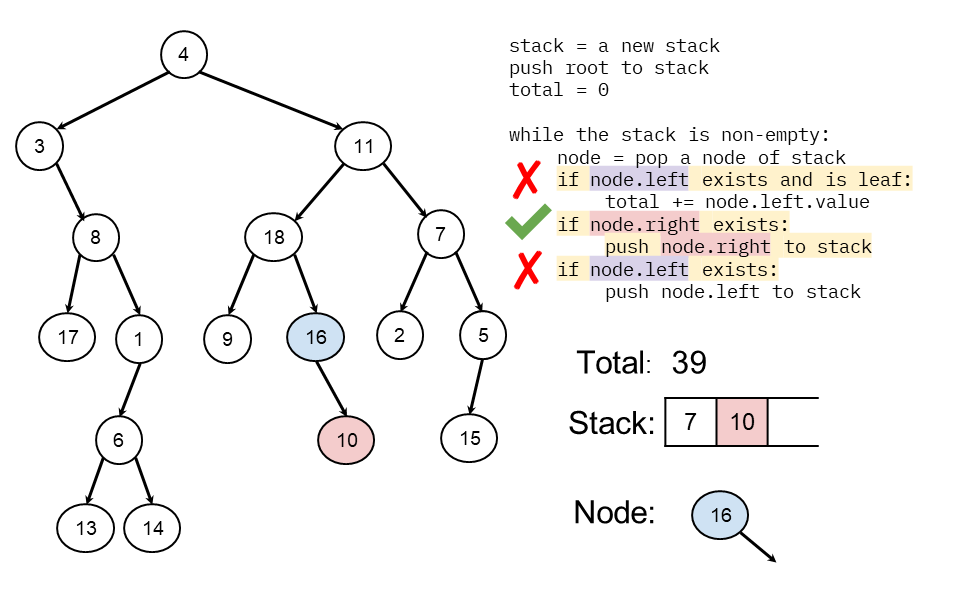 4
3
11
8
18
7
17
1
9
16
2
5
6
10
15
13
14
stack = a new stack
push root to stack
total = 0
while the stack is non-empty:
node = pop a node of stack
if node.left exists and is leaf:
total += node.left.value
if node.right exists:
push node.right to stack
if node.left exists:
push node.left to stack
Total: 39
Stack: 7 10
Node: 16